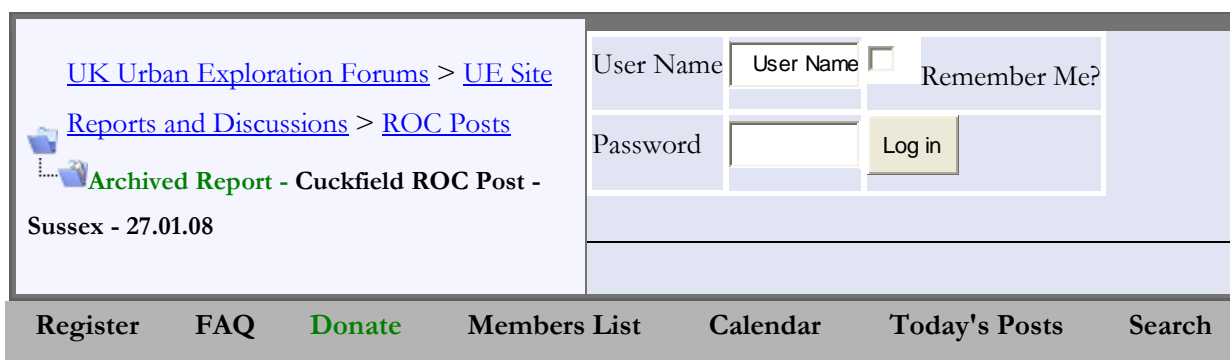 UK Urban Exploration Forums > UE Site
Reports and Discussions > ROC Posts
Archived Report - Cuckfield ROC Post -
Sussex - 27.01.08
User Name User Name Remember Me?
Password Log in
Register FAQ Donate Members List Calendar Today's Posts Search